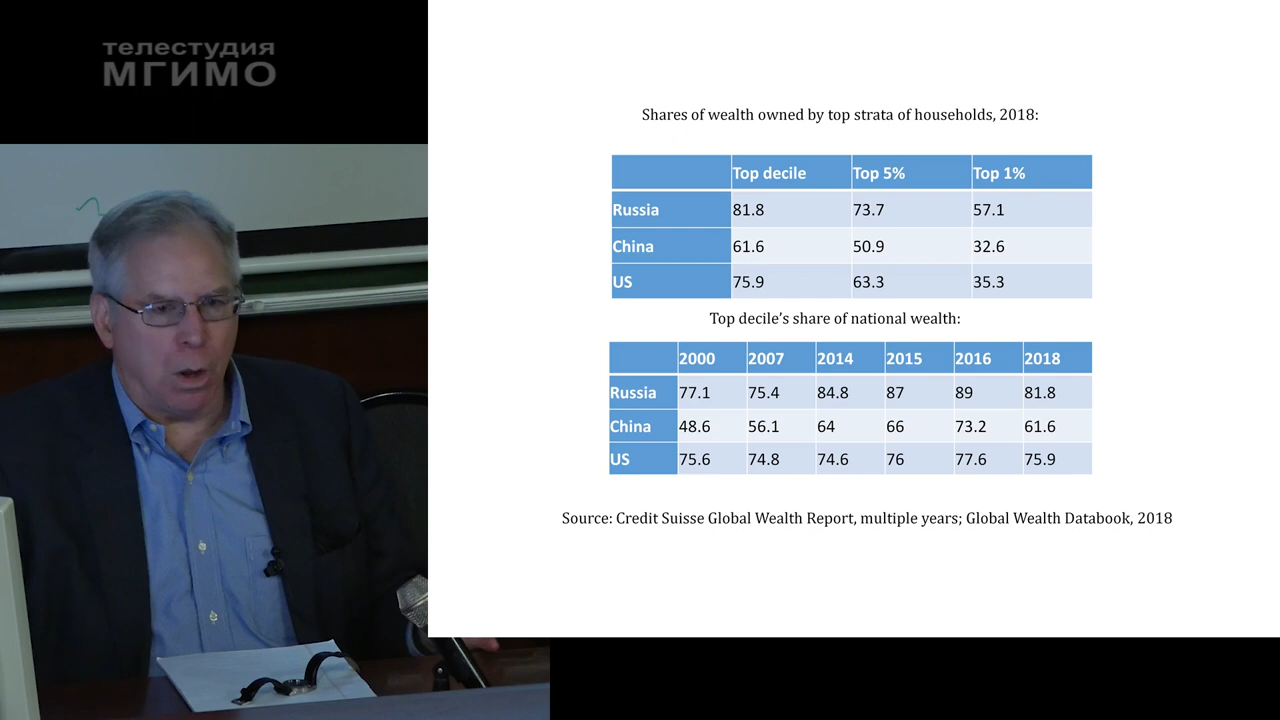 телестудия
МГИМО
Shares of wealth owned by top strata of households, 2018:
Top decile Top 5% Top 1%
Russia 81.8 73.7 57.1
China 61.6 50.9 32.6
US 75.9 63.3 35.3
Top decile’s share of national wealth:
2000 2007 2014 2015 2016 2018
Russia 77.1 75.4 84.8 87 89 81.8
China 48.6 56.1 64 66 73.2 61.6
US 75.6 74.8 74.6 76 77.6 75.9
Source: Credit Suisse Global Wealth Report, multiple years; Global Wealth Databook, 2018